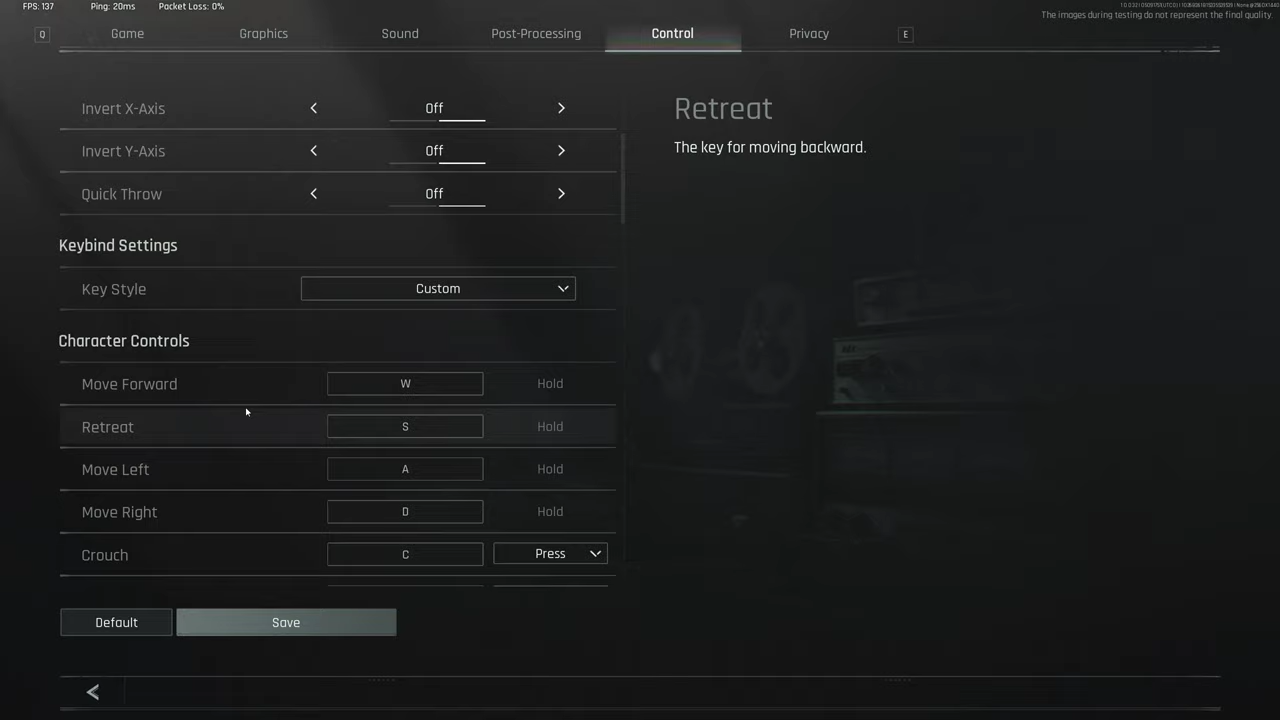 FPS: 137 Ping: 20ms Packet Loss: 0%
The images during testing do not represent the final quality
Q Game Graphics Sound Post-Processing Control Privacy E
Invert X-Axis Off
Invert Y-Axis Off
Quick Throw Off
Keybind Settings
Key Style Custom
Character Controls
Move Forward W Hold
Retreat S Hold
Move Left A Hold
Move Right D Hold
Crouch C Press
Default Save
Retreat
The key for moving backward.